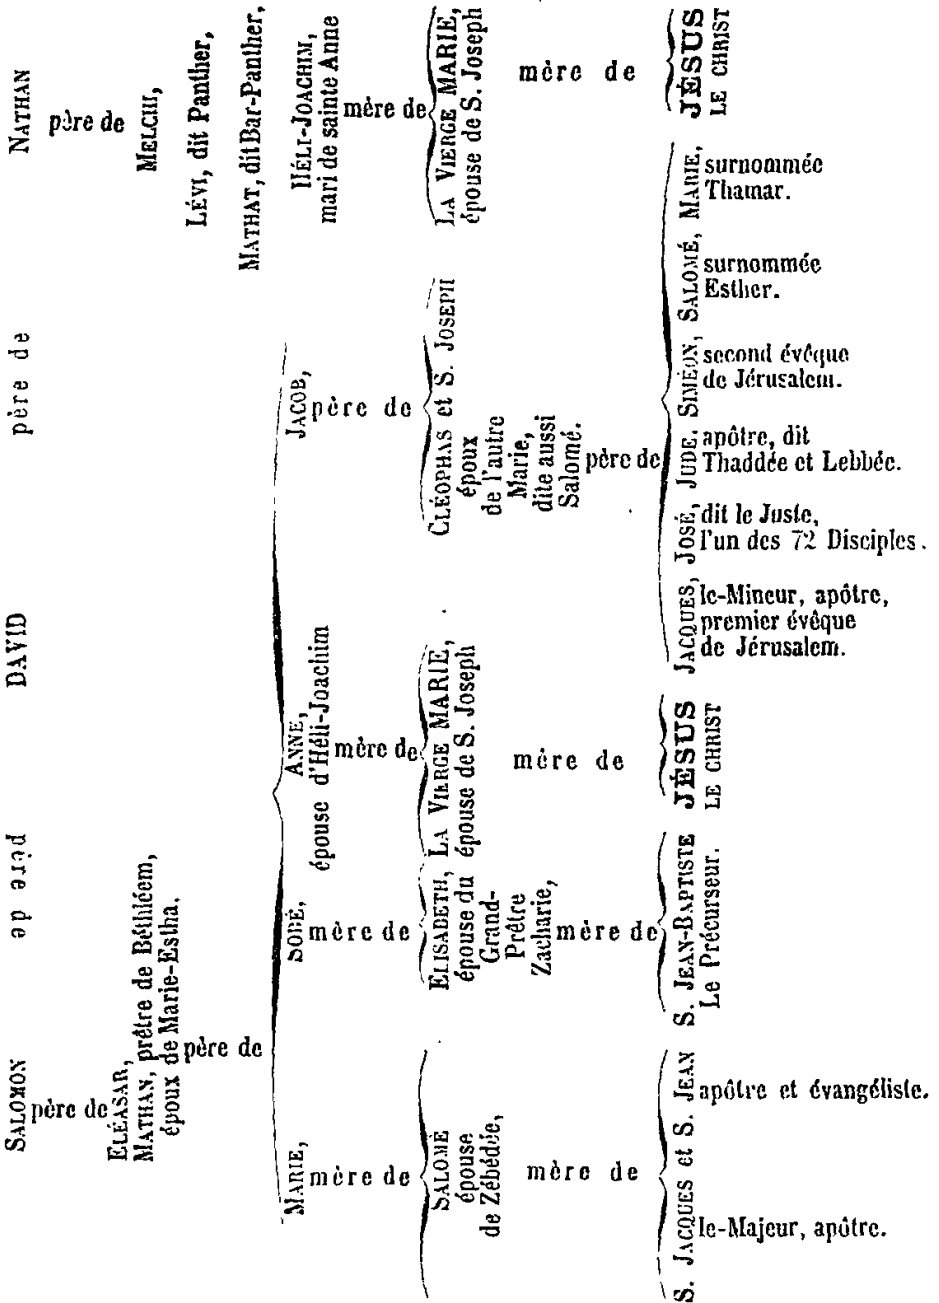 NATHAN
père de
MELCHI,
LÉVI, dit Panther,
MATHAT, dit Bar-Panther,
HÉLI-JOACHIM,
mari de sainte Anne
mère de
LA VIERGE MARIE,
épouse de S. Joseph
mère de
JÉSUS
LE CHRIST
père de
DAVID
père de
SALOMON
père de
ELÉASAR,
MATHAN, prêtre de Bethléem,
époux de Marie-Estha.
père de
JACOB,
père de
CLÉOPHAS et S. JOSEPH
époux
de l'autre
Marie,
dite aussi
Salomé.
père de
MARIE,
surnommée
Thamar.
SALOMÉ,
surnommée
Esther.
SIMÉON,
second évêque
de Jérusalem.
JUDE,
apôtre, dit
Thaddée et Lebbée.
JOSÉ,
dit le Juste,
l'un des 72 Disciples.
JACQUES,
le-Mineur, apôtre,
premier évêque
de Jérusalem.
ANNE,
épouse d'Héli-Joachim
mère de
LA VIERGE MARIE,
épouse de S. Joseph
mère de
JÉSUS
LE CHRIST
SOBÉ,
mère de
ELISABETH,
épouse du
Grand-
Prêtre
Zacharie,
mère de
S. JEAN-BAPTISTE
Le Précurseur.
MARIE,
mère de
SALOMÉ
épouse
de Zébédée,
mère de
S. JACQUES et S. JEAN
apôtre et évangéliste.
le-Majeur, apôtre.